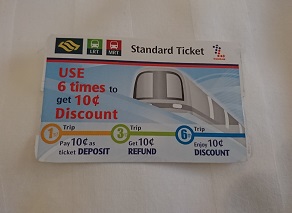 LRT MRT Standard Ticket
USE
6 times to
get 10¢
Discount
1st Trip 3rd Trip 6th Trip
Pay 10¢ as Get 10¢ Enjoy 10¢
ticket DEPOSIT REFUND DISCOUNT